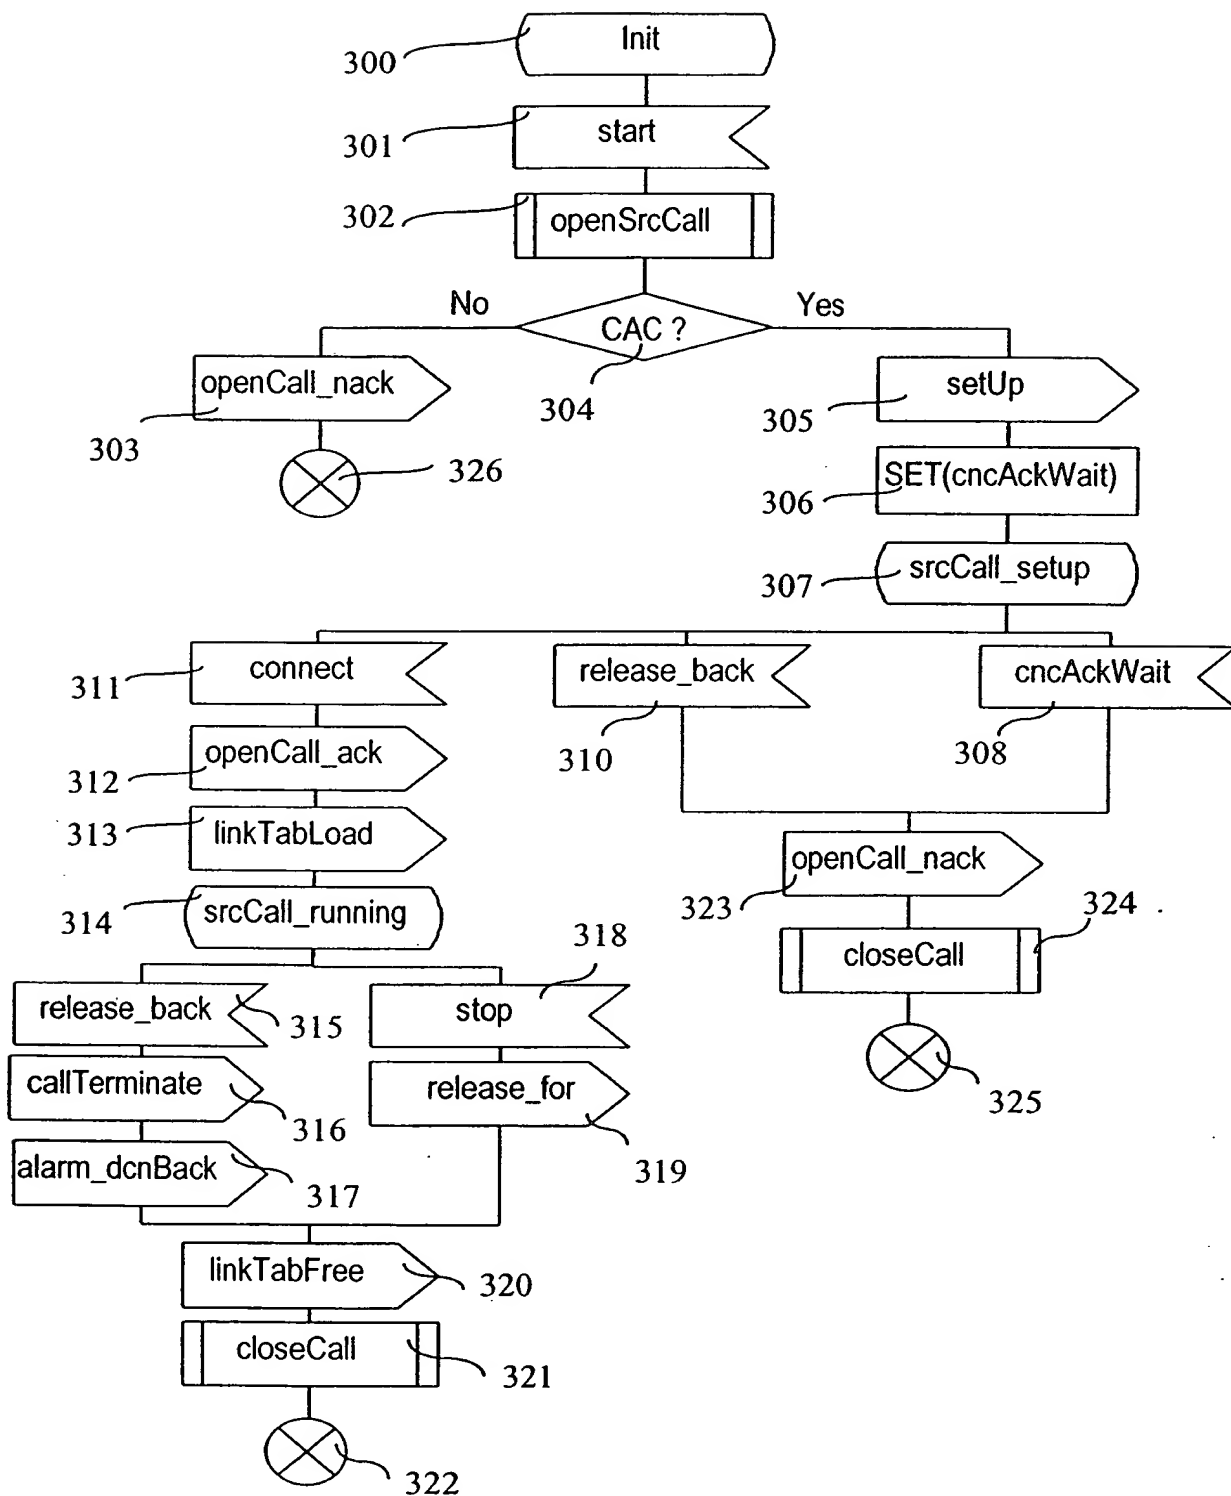 Init
300
start
301
302
openSrcCall
No
Yes
CAC ?
304
openCall_nack
303
326
setUp
305
SET(cncAckWait)
306
srcCall_setup
307
connect
311
release_back
310
cncAckWait
308
openCall_ack
312
313
linkTabLoad
openCall_nack
323
324
srcCall_running
314
closeCall
318
release_back
315
stop
325
callTerminate
316
release_for
319
alarm_dcnBack
317
linkTabFree
320
closeCall
321
322